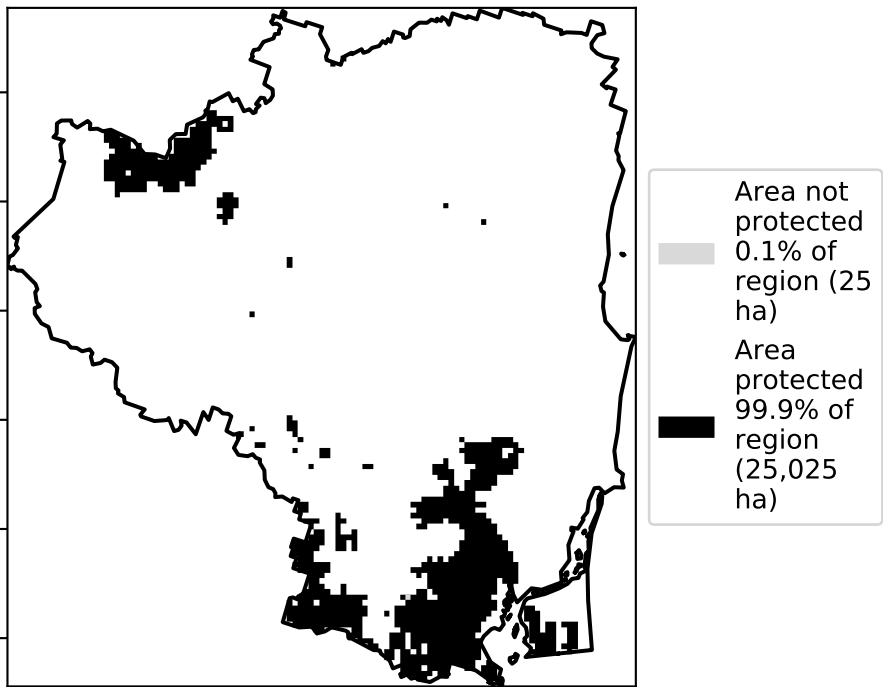 Area not
protected
0.1% of
region (25
ha)
Area
protected
99.9% of
region
(25,025
ha)